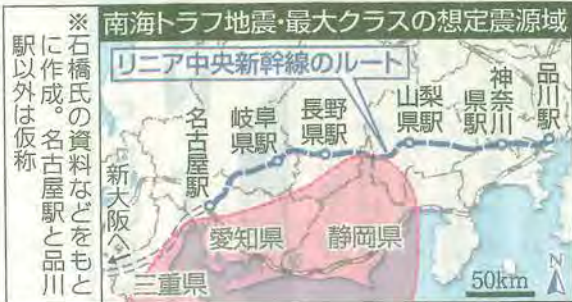 南海トラフ地震・最大クラスの想定震源域
リニア中央新幹線のルート
品川駅
神奈川
県駅
山梨
県駅
長野
県駅
岐阜
県駅
名古屋駅
新大阪へ
愛知県
静岡県
三重県
50km
N
※石橋氏の資料などをもと
に作成。名古屋駅と品川
駅以外は仮称